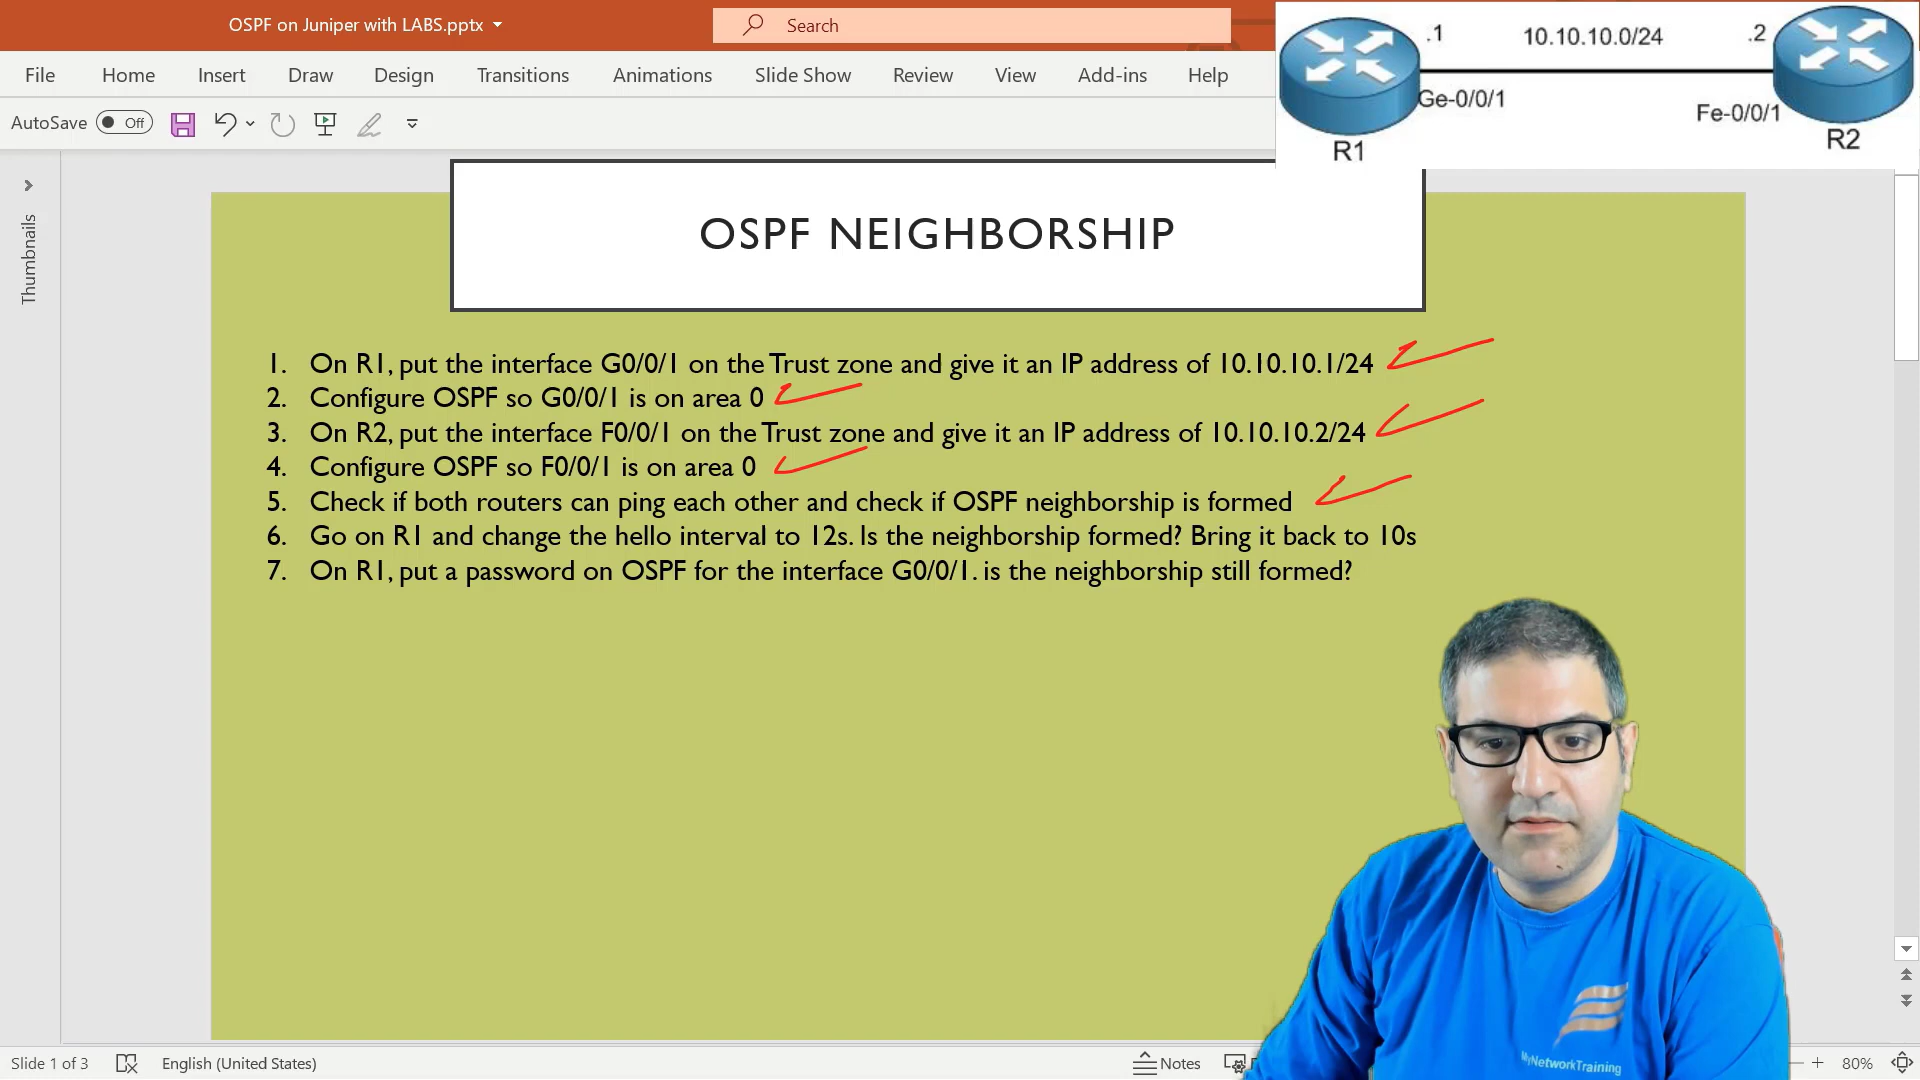 OSPF on Juniper with LABS.pptx
Search
File Home Insert Draw Design Transitions Animations Slide Show Review View Add-ins Help
AutoSave Off
.1 10.10.10.0/24 .2
Ge-0/0/1
Fe-0/0/1
R1
R2
Thumbnails
OSPF NEIGHBORSHIP
1. On R1, put the interface G0/0/1 on the Trust zone and give it an IP address of 10.10.10.1/24
2. Configure OSPF so G0/0/1 is on area 0
3. On R2, put the interface F0/0/1 on the Trust zone and give it an IP address of 10.10.10.2/24
4. Configure OSPF so F0/0/1 is on area 0
5. Check if both routers can ping each other and check if OSPF neighborship is formed
6. Go on R1 and change the hello interval to 12s. Is the neighborship formed? Bring it back to 10s
7. On R1, put a password on OSPF for the interface G0/0/1. is the neighborship still formed?
MyNetworkTraining
Slide 1 of 3 English (United States) Notes 80%